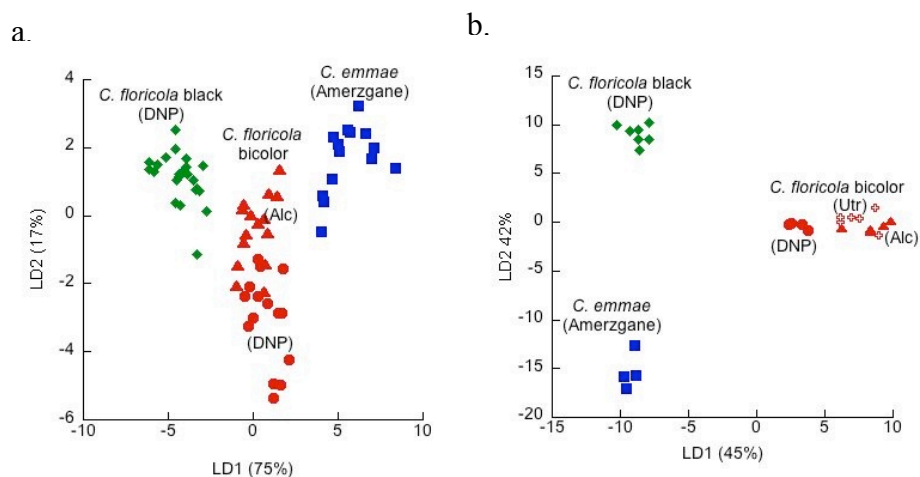 a.
C. floricola black
(DNP)
C. floricola
bicolor
C. emmae
(Amerzgane)
(Alc)
(DNP)
4
2
0
-2
-4
-6
LD2 (17%)
-10
-5
0
5
10
LD1 (75%)
b.
C. floricola black
(DNP)
C. floricola bicolor
(Utr)
(DNP)
(Alc)
C. emmae
(Amerzgane)
15
10
5
0
-5
-10
-15
-20
LD2 42%
-15
-10
-5
0
5
10
LD1 (45%)